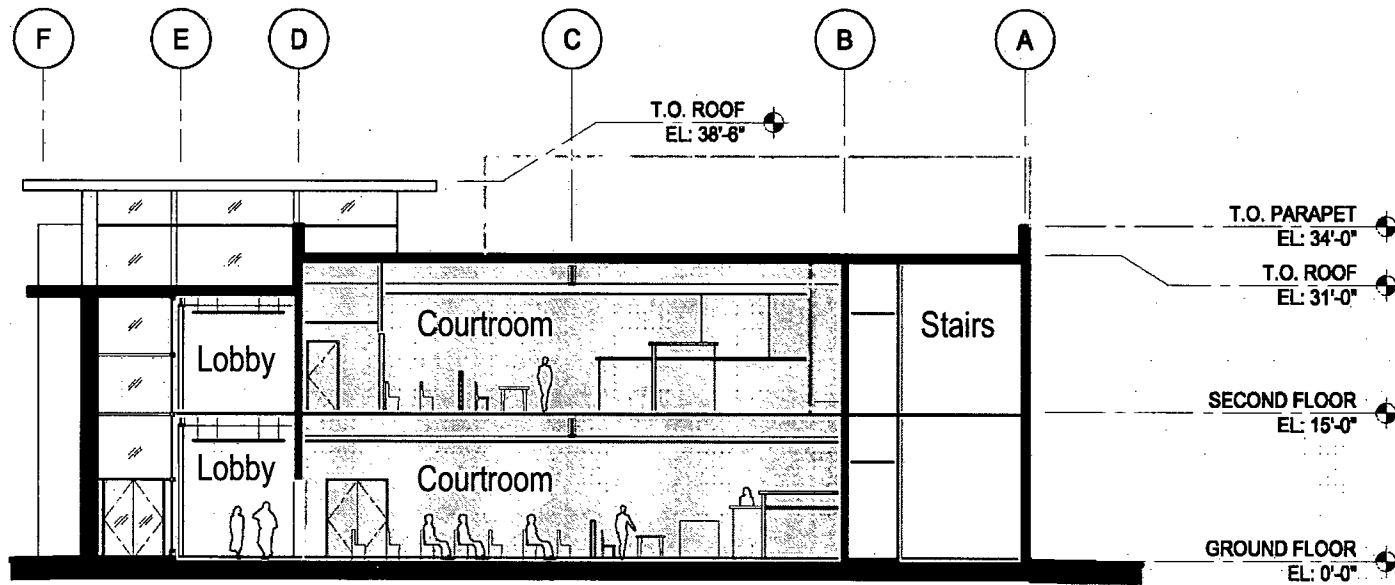 F E D C B A
T.O. ROOF
EL: 38'-6"
T.O. PARAPET
EL: 34'-0"
T.O. ROOF
EL: 31'-0"
Courtroom
Stairs
Lobby
SECOND FLOOR
EL: 15'-0"
Lobby
Courtroom
GROUND FLOOR
EL: 0'-0"